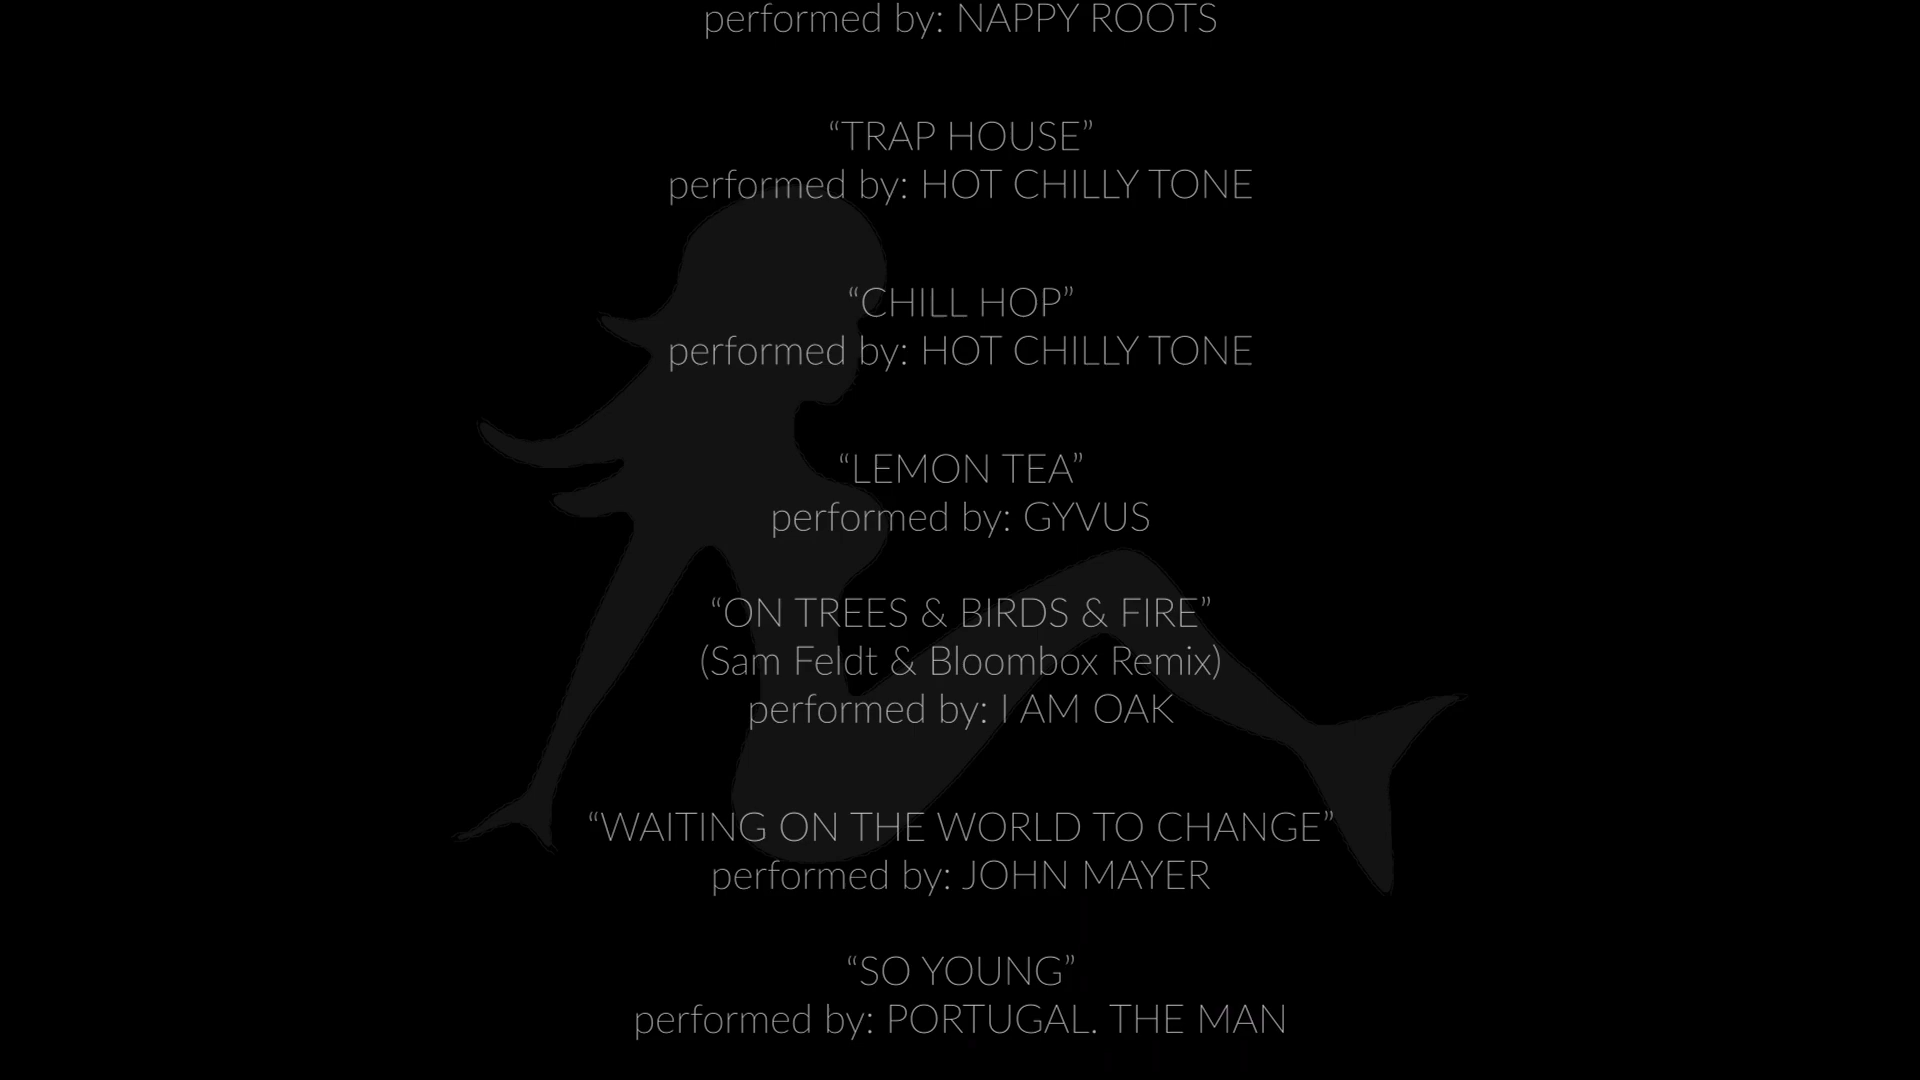 performed by: NAPPY ROOTS
“TRAP HOUSE”
performed by: HOT CHILLY TONE
“CHILL HOP”
performed by: HOT CHILLY TONE
“LEMON TEA”
performed by: GYVUS
“ON TREES & BIRDS & FIRE”
(Sam Feldt & Bloombox Remix)
performed by: I AM OAK
“WAITING ON THE WORLD TO CHANGE”
performed by: JOHN MAYER
“SO YOUNG”
performed by: PORTUGAL. THE MAN